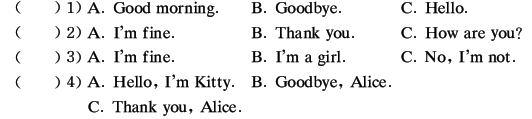 (    ) 1) A. Good morning.    B. Goodbye.    C. Hello.
(    ) 2) A. I'm fine.    B. Thank you.    C. How are you?
(    ) 3) A. I'm fine.    B. I'm a girl.    C. No, I'm not.
(    ) 4) A. Hello, I'm Kitty.  B. Goodbye, Alice.
C. Thank you, Alice.